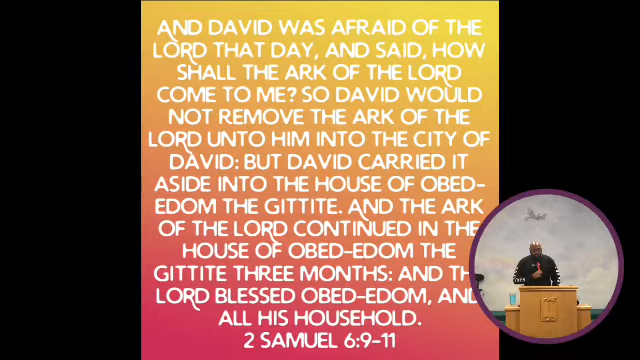 AND DAVID WAS AFRAID OF THE
LORD THAT DAY, AND SAID, HOW
SHALL THE ARK OF THE LORD
COME TO ME? SO DAVID WOULD
NOT REMOVE THE ARK OF THE
LORD UNTO HIM INTO THE CITY OF
DAVID: BUT DAVID CARRIED IT
ASIDE INTO THE HOUSE OF OBED-
EDOM THE GITTITE. AND THE ARK
OF THE LORD CONTINUED IN THE
HOUSE OF OBED-EDOM THE
GITTITE THREE MONTHS: AND TH
LORD BLESSED OBED-EDOM, AND
ALL HIS HOUSEHOLD.
2 SAMUEL 6:9-11